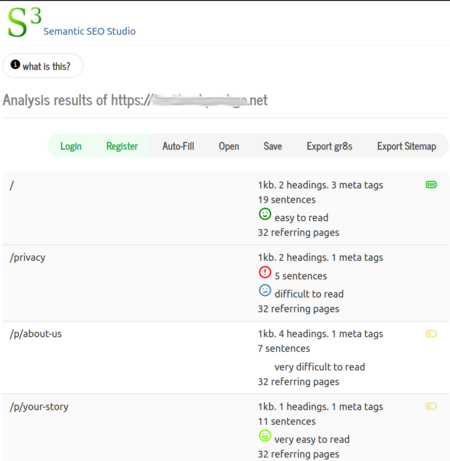 S3 Semantic SEO Studio
what is this?
Analysis results of https:// .net
Login Register Auto-Fill Open Save Export gr8s Export Sitemap
/
1kb. 2 headings. 3 meta tags
19 sentences
easy to read
32 referring pages
/privacy
1kb. 2 headings. 1 meta tags
5 sentences
difficult to read
32 referring pages
/p/about-us
1kb. 4 headings. 1 meta tags
7 sentences
very difficult to read
32 referring pages
/p/your-story
1kb. 1 headings. 1 meta tags
11 sentences
very easy to read
32 referring pages